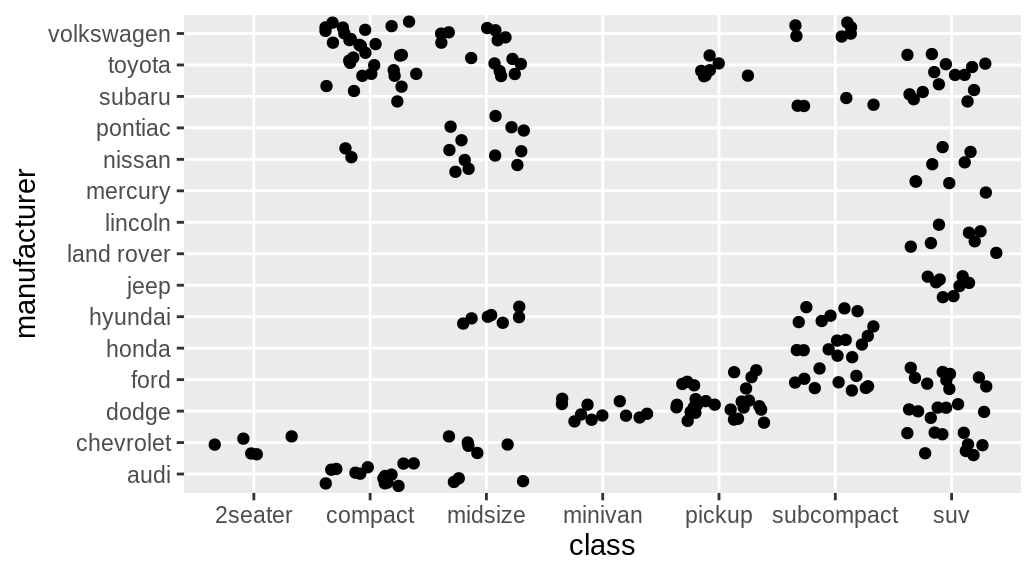 manufacturer
volkswagen
toyota
subaru
pontiac
nissan
mercury
lincoln
land rover
jeep
hyundai
honda
ford
dodge
chevrolet
audi
2seater compact midsize minivan pickup subcompact suv
class